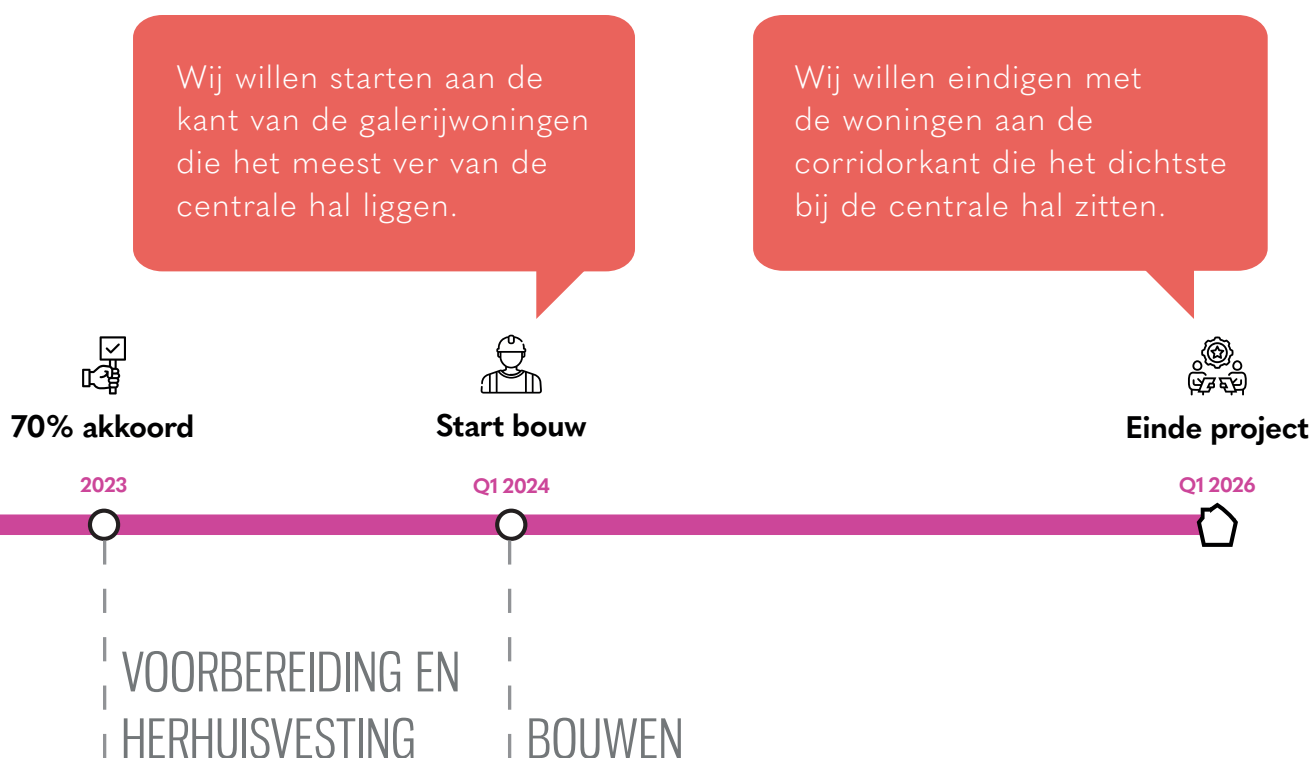 Wij willen starten aan de
kant van de galerijwoningen
die het meest ver van de
centrale hal liggen.
Wij willen eindigen met
de woningen aan de
corridorkant die het dichtste
bij de centrale hal zitten.
70% akkoord
Start bouw
Einde project
2023
Q1 2024
Q1 2026
VOORBEREIDING EN
HERHUISVESTING
BOUWEN